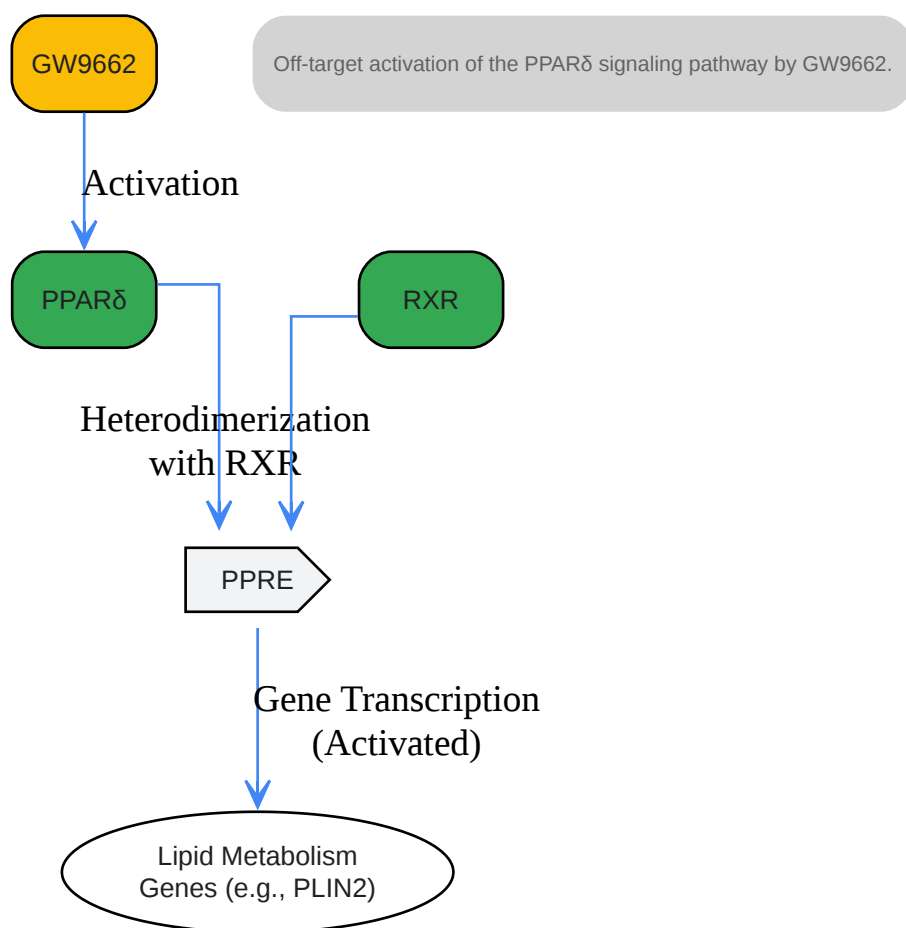 GW9662
Off-target activation of the PPARδ signaling pathway by GW9662.
Activation
PPARδ
RXR
Heterodimerization
with RXR
PPRE
Gene Transcription
(Activated)
Lipid Metabolism
Genes (e.g., PLIN2)